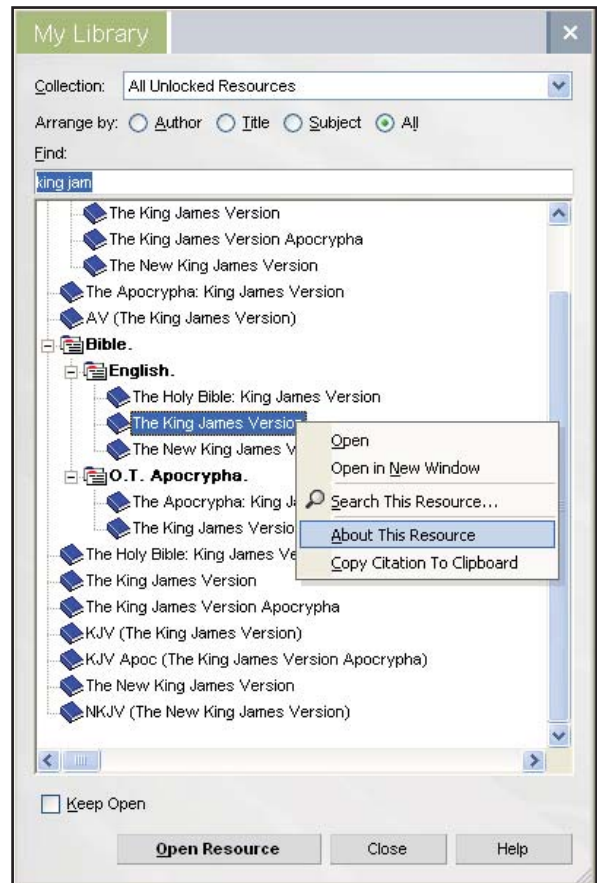 My Library
Collection: All Unlocked Resources
Arrange by: Author Title Subject All
Find:
king jam
The King James Version
The King James Version Apocrypha
The New King James Version
The Apocrypha: King James Version
AV (The King James Version)
Bible.
English.
The Holy Bible: King James Version
The King James Version
The New King James V
O.T. Apocrypha.
The Apocrypha: King Ja
The King James Versio
The Holy Bible: King James Ve
The King James Version
The King James Version Apocrypha
KJV (The King James Version)
KJV Apoc (The King James Version Apocrypha)
The New King James Version
NKJV (The New King James Version)
Open
Open in New Window
Search This Resource...
About This Resource
Copy Citation To Clipboard
Keep Open
Open Resource Close Help